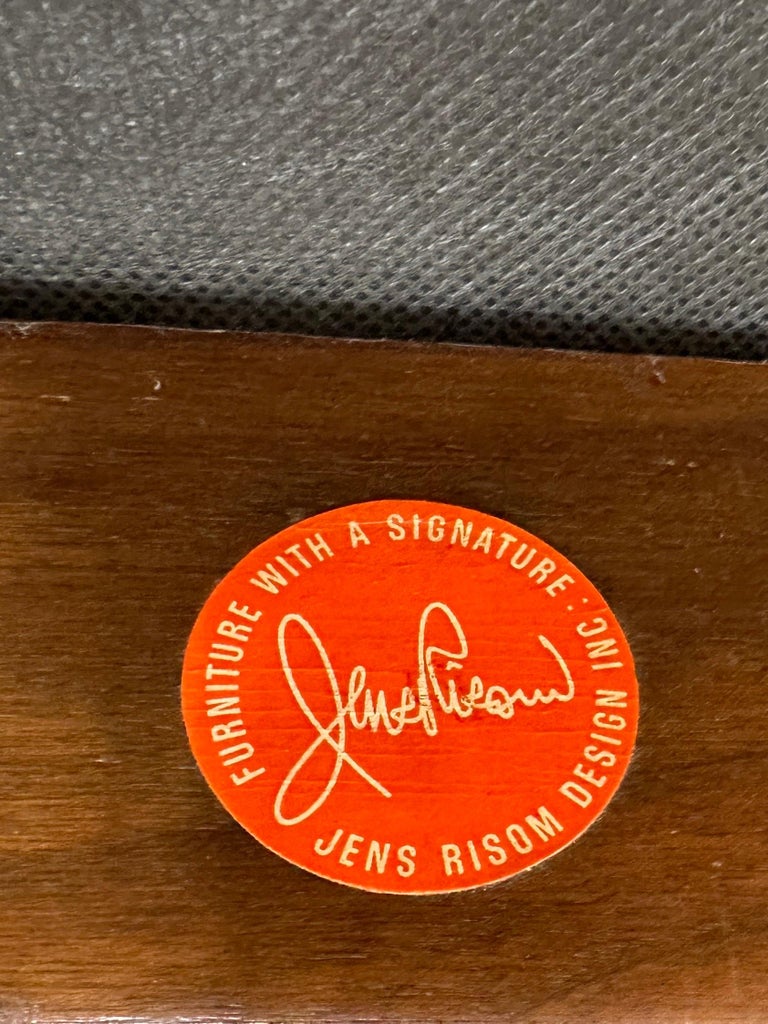 FURNITURE WITH A SIGNATURE:
Jens Risom
JENS RISOM DESIGN INC.